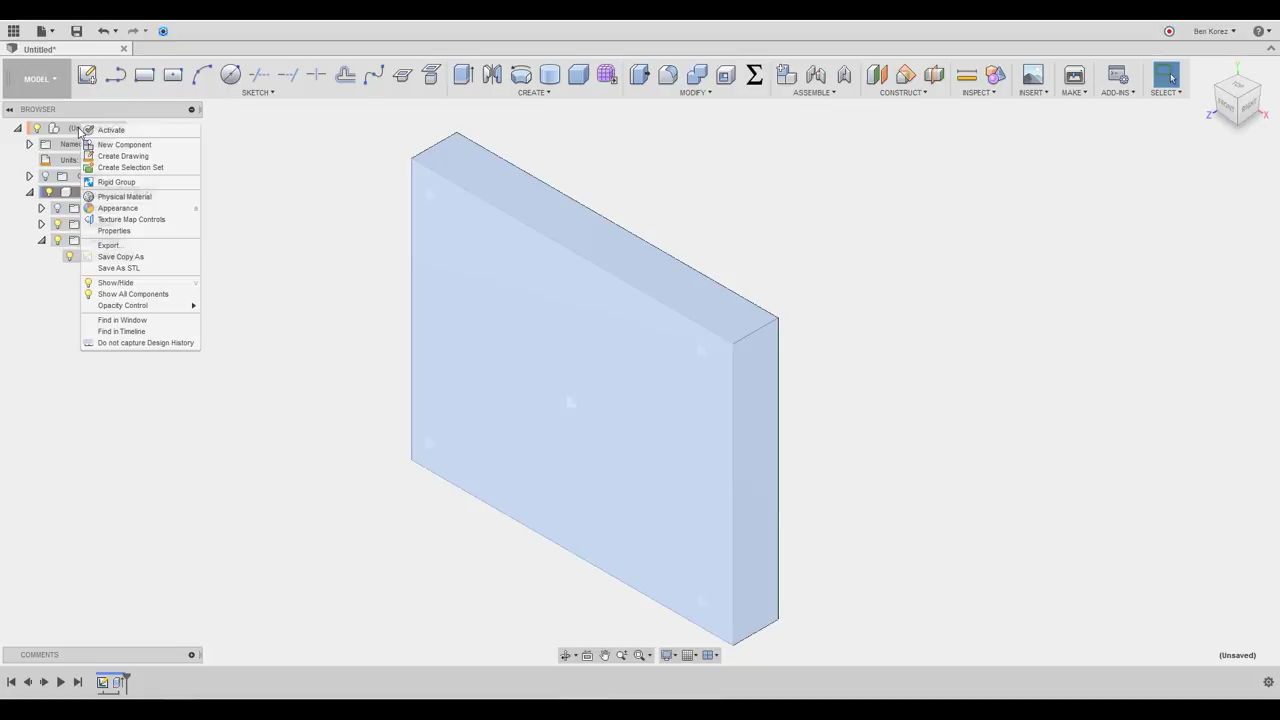 Ben Korez
Untitled*
MODEL
SKETCH
CREATE
MODIFY
ASSEMBLE
CONSTRUCT
INSPECT
INSERT
MAKE
ADD-INS
SELECT
TOP
FRONT
RIGHT
Y
Z
X
BROWSER
Activate
New Component
Create Drawing
Create Selection Set
Rigid Group
Physical Material
Appearance
a
Texture Map Controls
Properties
Export...
Save Copy As
Save As STL
Show/Hide
v
Show All Components
Opacity Control
Find in Window
Find in Timeline
Do not capture Design History
Units
COMMENTS
(Unsaved)